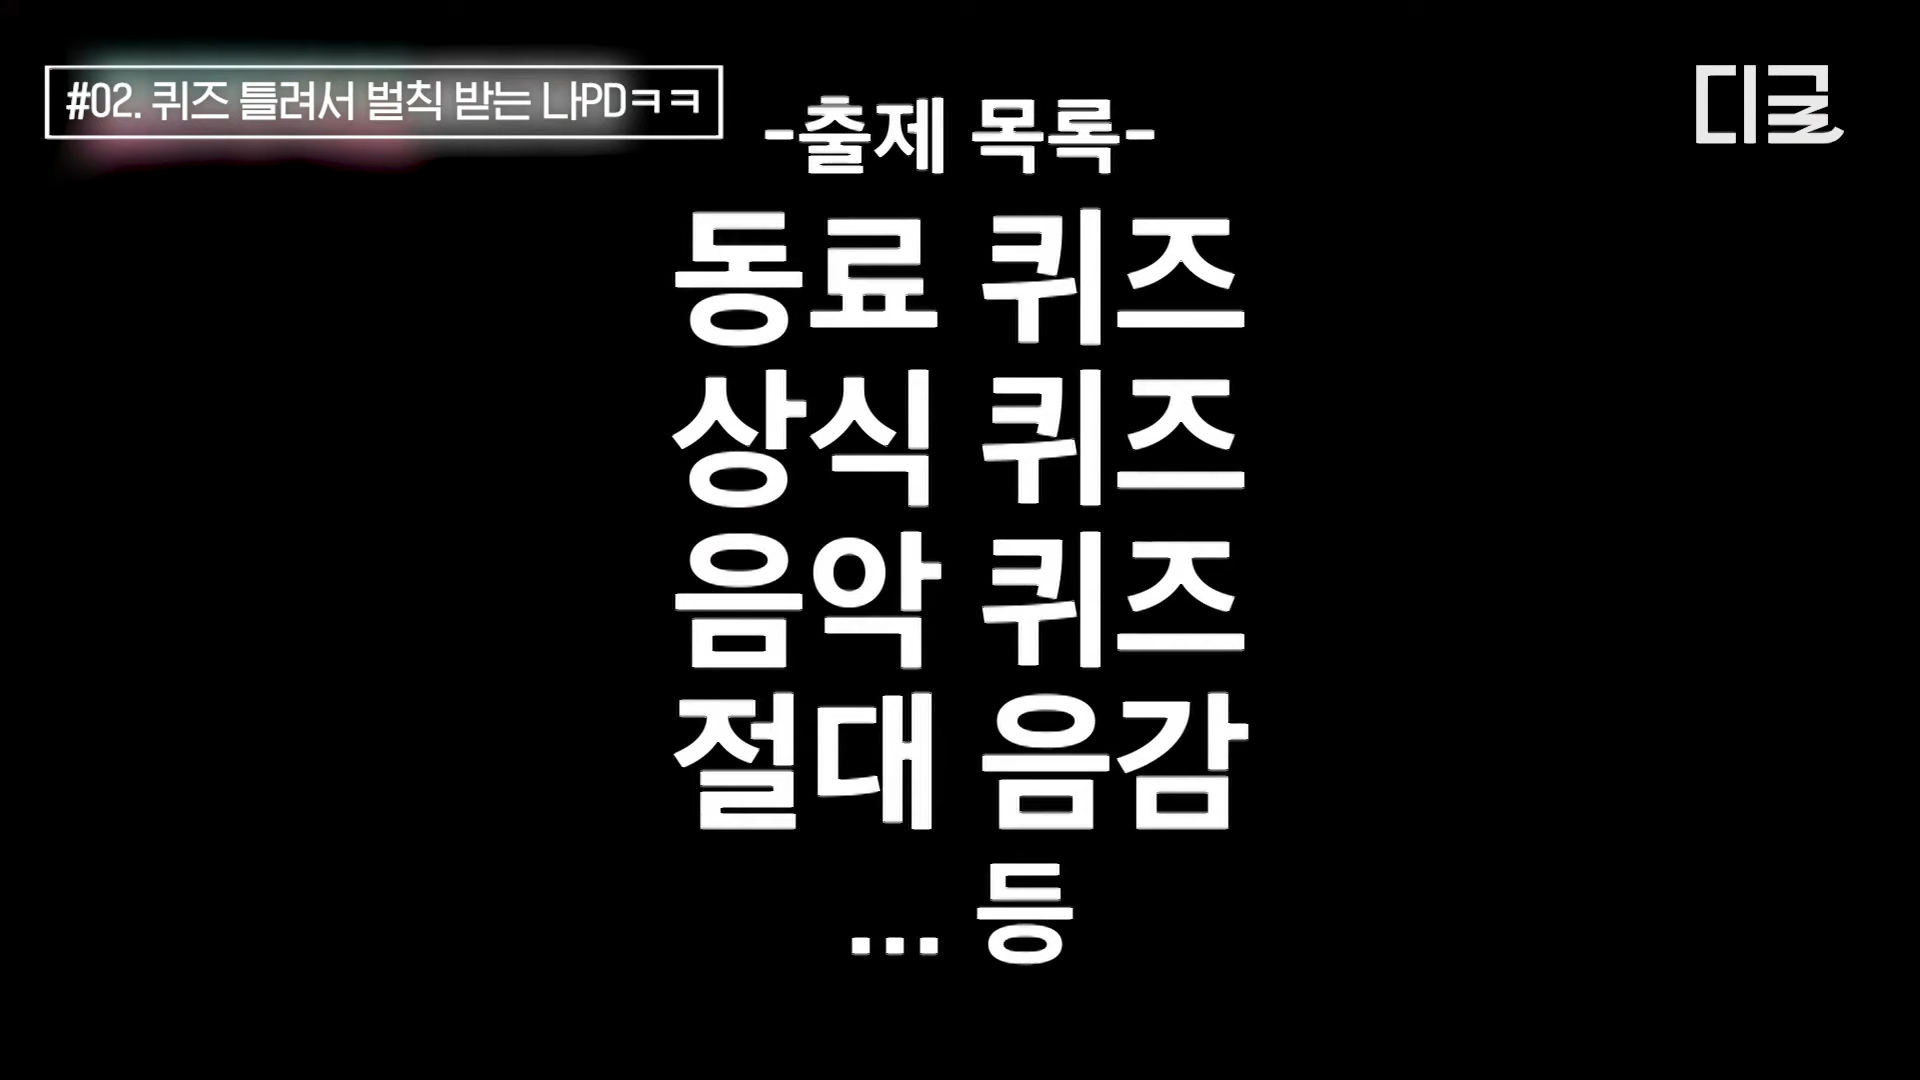 #02. 퀴즈 틀려서 벌칙 받는 나PDㅋㅋ
디글
-출제 목록-
동료 퀴즈
상식 퀴즈
음악 퀴즈
절대 음감
... 등